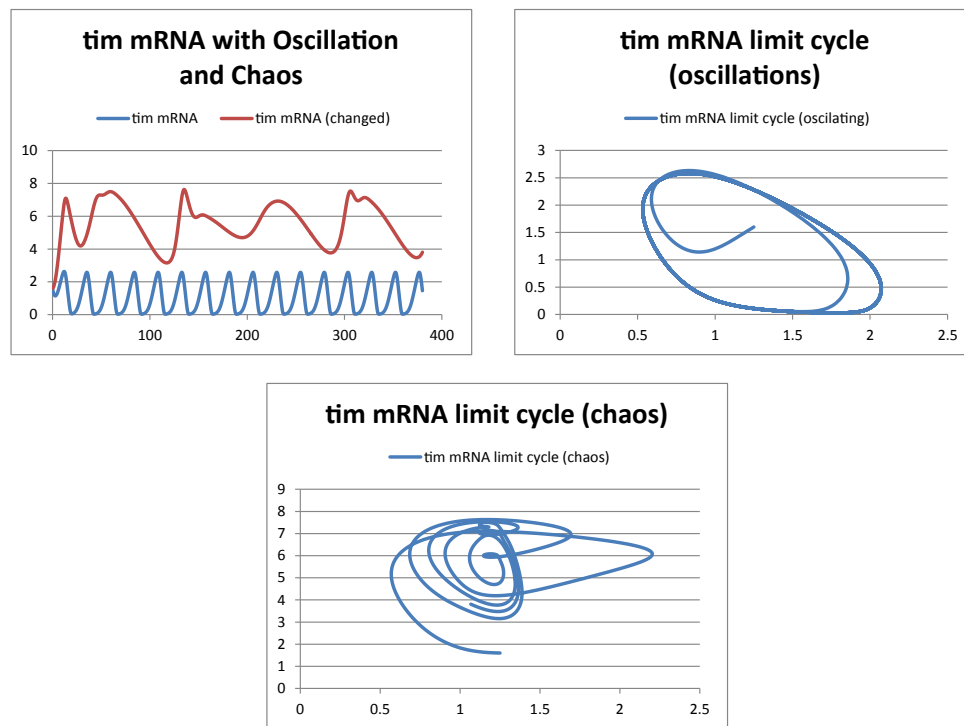 tim mRNA with Oscillation
and Chaos
tim mRNA tim mRNA (changed)
10
8
6
4
2
0
0 100 200 300 400
tim mRNA limit cycle
(oscillations)
tim mRNA limit cycle (oscilating)
3
2.5
2
1.5
1
0.5
0
0 0.5 1 1.5 2 2.5
tim mRNA limit cycle (chaos)
tim mRNA limit cycle (chaos)
9
8
7
6
5
4
3
2
1
0
0 0.5 1 1.5 2 2.5